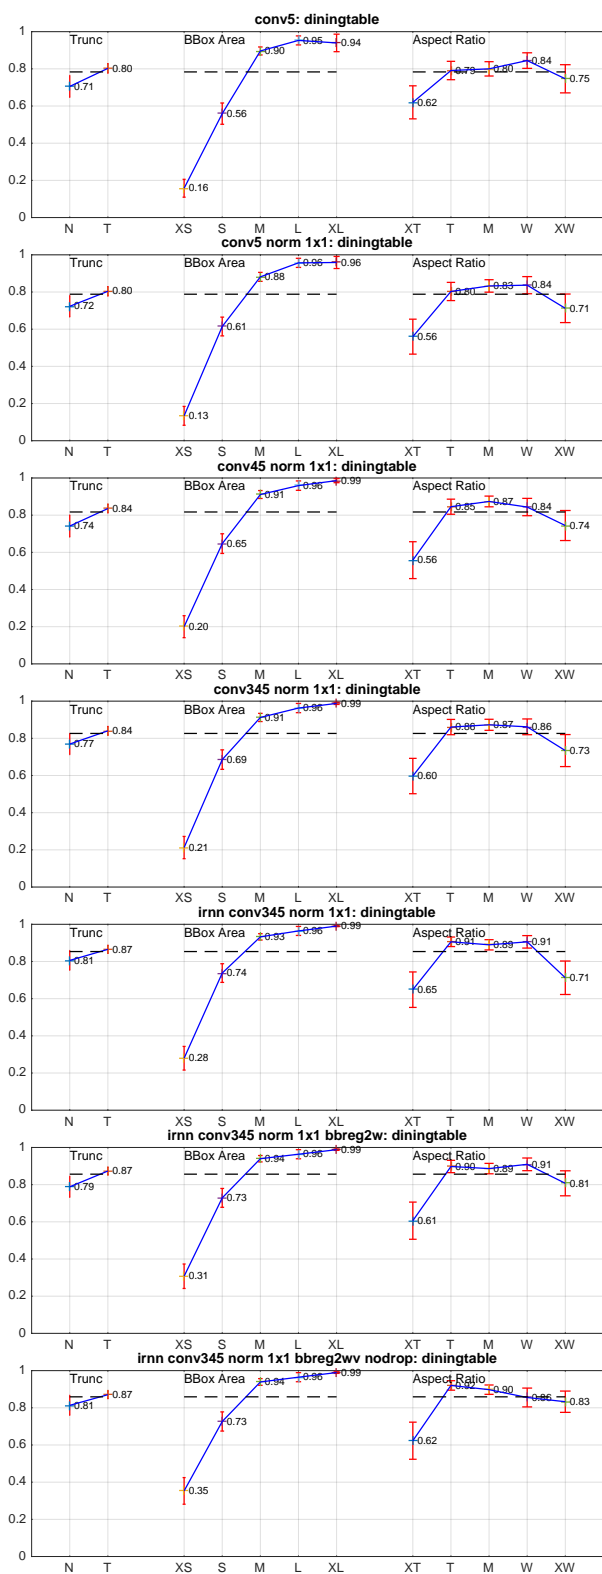 conv5: diningtable
Trunc BBox Area Aspect Ratio
1
0.8
0.6
0.4
0.2
0
0.71 0.80 0.16 0.56 0.90 0.95 0.94 0.62 0.79 0.80 0.84 0.75
N T XS S M L XL XT T M W XW
conv5 norm 1x1: diningtable
Trunc BBox Area Aspect Ratio
1
0.8
0.6
0.4
0.2
0
0.72 0.80 0.13 0.61 0.88 0.96 0.96 0.56 0.80 0.83 0.84 0.71
N T XS S M L XL XT T M W XW
conv45 norm 1x1: diningtable
Trunc BBox Area Aspect Ratio
1
0.8
0.6
0.4
0.2
0
0.74 0.84 0.20 0.65 0.91 0.96 0.99 0.56 0.85 0.87 0.84 0.74
N T XS S M L XL XT T M W XW
conv345 norm 1x1: diningtable
Trunc BBox Area Aspect Ratio
1
0.8
0.6
0.4
0.2
0
0.77 0.84 0.21 0.69 0.91 0.96 0.99 0.60 0.86 0.87 0.86 0.73
N T XS S M L XL XT T M W XW
irnn conv345 norm 1x1: diningtable
Trunc BBox Area Aspect Ratio
1
0.8
0.6
0.4
0.2
0
0.81 0.87 0.28 0.74 0.93 0.96 0.99 0.65 0.91 0.89 0.91 0.71
N T XS S M L XL XT T M W XW
irnn conv345 norm 1x1 bbreg2w: diningtable
Trunc BBox Area Aspect Ratio
1
0.8
0.6
0.4
0.2
0
0.79 0.87 0.31 0.73 0.94 0.96 0.99 0.61 0.90 0.89 0.91 0.81
N T XS S M L XL XT T M W XW
irnn conv345 norm 1x1 bbreg2wv nodrop: diningtable
Trunc BBox Area Aspect Ratio
1
0.8
0.6
0.4
0.2
0
0.81 0.87 0.35 0.73 0.94 0.96 0.99 0.62 0.92 0.90 0.86 0.83
N T XS S M L XL XT T M W XW